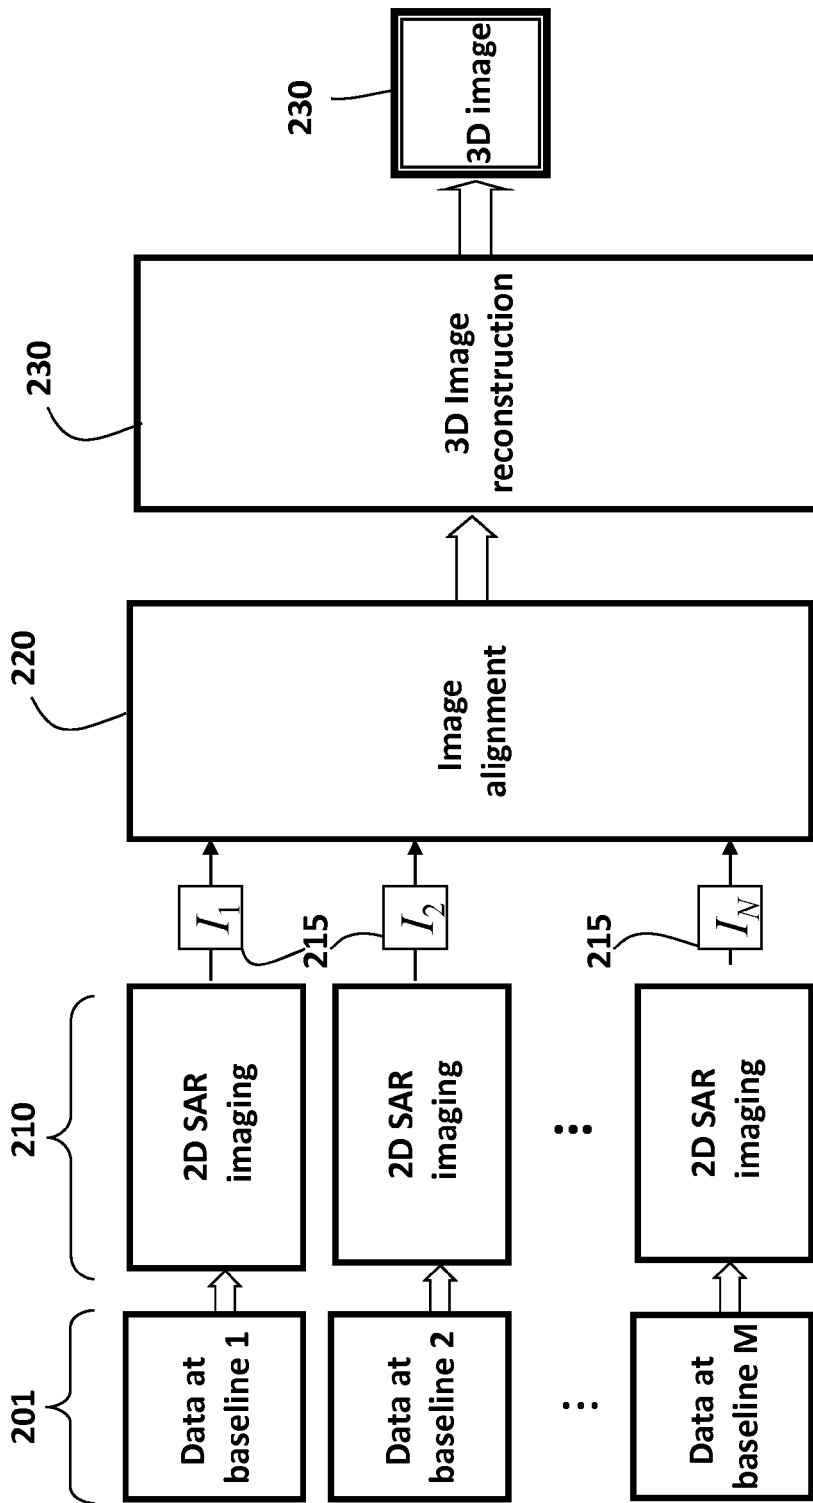 201
210
220
230
230
Data at
baseline 1
2D SAR
imaging
I₁
215
Data at
baseline 2
2D SAR
imaging
I₂
Image
alignment
3D Image
reconstruction
3D image
...
...
Data at
baseline M
2D SAR
imaging
215
I_N